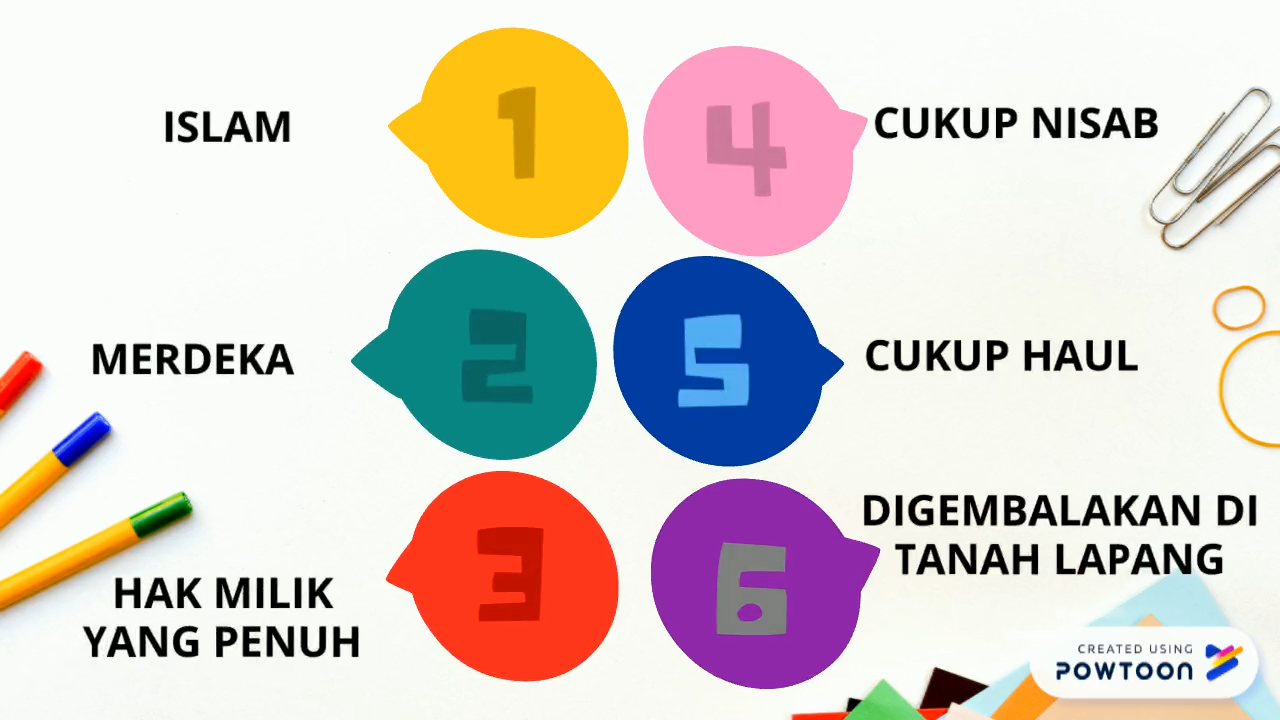 1
ISLAM
2
MERDEKA
3
HAK MILIK
YANG PENUH
4
CUKUP NISAB
5
CUKUP HAUL
6
DIGEMBALAKAN DI
TANAH LAPANG
CREATED USING
POWTOON